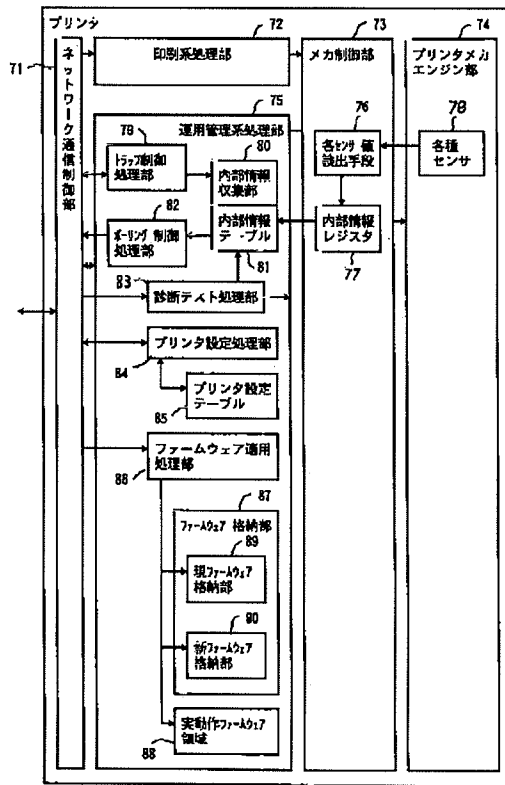 プリンタ
71
ネットワーク通信制御部
72
印刷系処理部
73
メカ制御部
74
プリンタメカ
エンジン部
75
運用管理系処理部
79
トラップ制御
処理部
80
内部情報
収集部
76
各センサ値
読出手段
78
各種
センサ
82
ポーリング制御
処理部
内部情報
テーブル
81
内部情報
レジスタ
77
83
診断テスト処理部
プリンタ設定処理部
84
プリンタ設定
テーブル
85
ファームウェア適用
処理部
86
87
ファームウェア格納部
89
現ファームウェア
格納部
90
新ファームウェア
格納部
実動作ファームウェア
領域
88